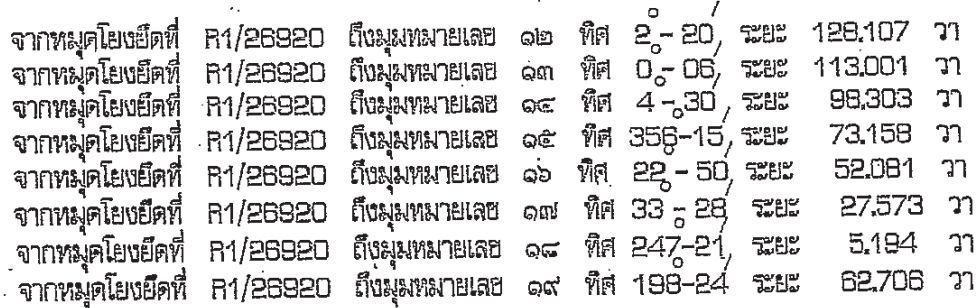 จากหมุดโยงยึดที่ R1/26920 ถึงมุมหมายเลข ๑๒ ทิศ 2°-20′ ระยะ 128.107 วา
จากหมุดโยงยึดที่ R1/26920 ถึงมุมหมายเลข ๑๓ ทิศ 0°-06′ ระยะ 113.001 วา
จากหมุดโยงยึดที่ R1/26920 ถึงมุมหมายเลข ๑๔ ทิศ 4°-30′ ระยะ 98.303 วา
จากหมุดโยงยึดที่ R1/26920 ถึงมุมหมายเลข ๑๕ ทิศ 356°-15′ ระยะ 73.158 วา
จากหมุดโยงยึดที่ R1/26920 ถึงมุมหมายเลข ๑๖ ทิศ 22°-50′ ระยะ 52.081 วา
จากหมุดโยงยึดที่ R1/26920 ถึงมุมหมายเลข ๑๗ ทิศ 33°-28′ ระยะ 27.573 วา
จากหมุดโยงยึดที่ R1/26920 ถึงมุมหมายเลข ๑๘ ทิศ 247°-21′ ระยะ 5.194 วา
จากหมุดโยงยึดที่ R1/26920 ถึงมุมหมายเลข ๑๙ ทิศ 198°-24′ ระยะ 62.706 วา